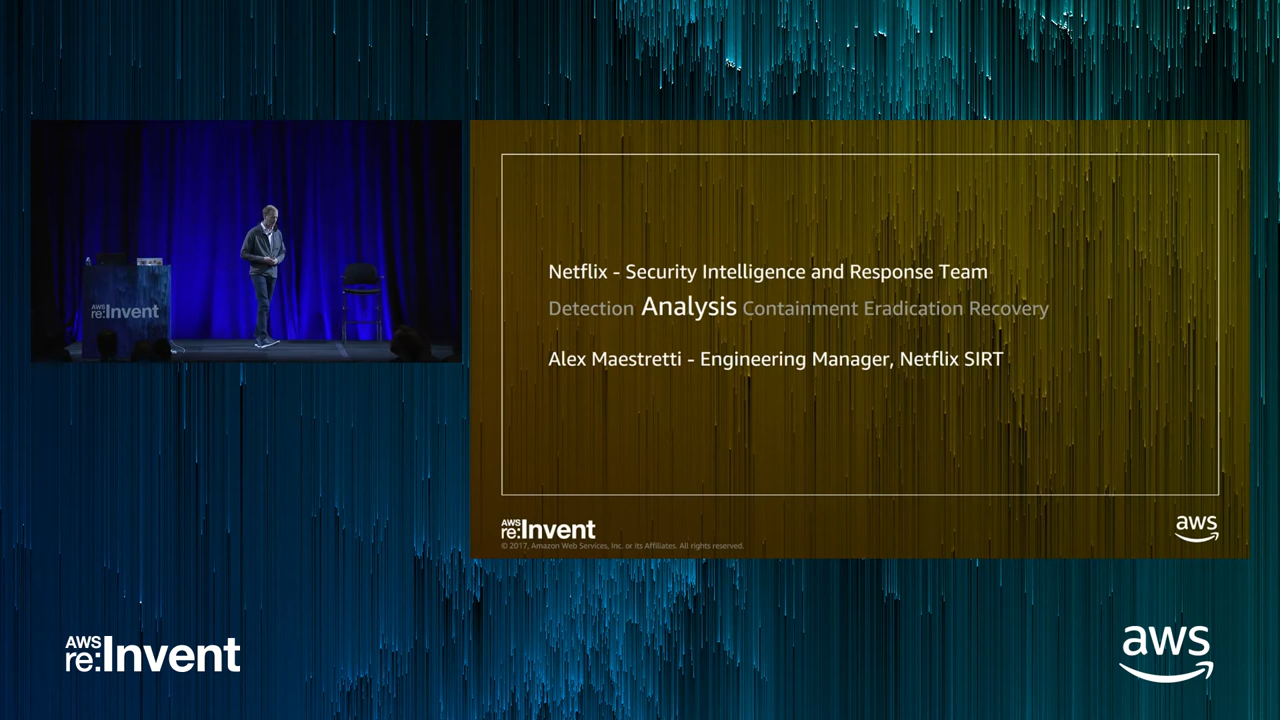 AWS
re:Invent
Netflix - Security Intelligence and Response Team
Detection Analysis Containment Eradication Recovery
Alex Maestretti - Engineering Manager, Netflix SIRT
AWS
re:Invent
© 2017, Amazon Web Services, Inc. or its Affiliates. All rights reserved.
aws
AWS
re:Invent
aws